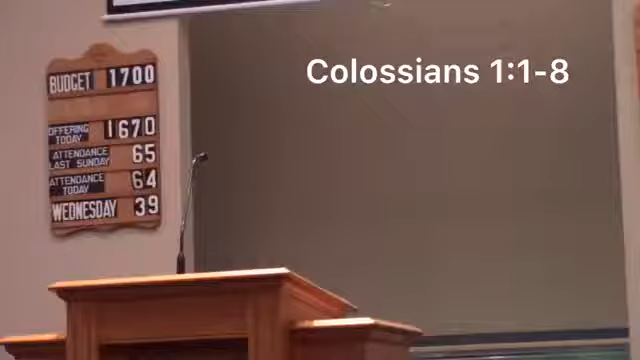 Colossians 1:1-8
BUDGET 1700
OFFERING TODAY 1670
ATTENDANCE LAST SUNDAY 65
ATTENDANCE TODAY 64
WEDNESDAY 39